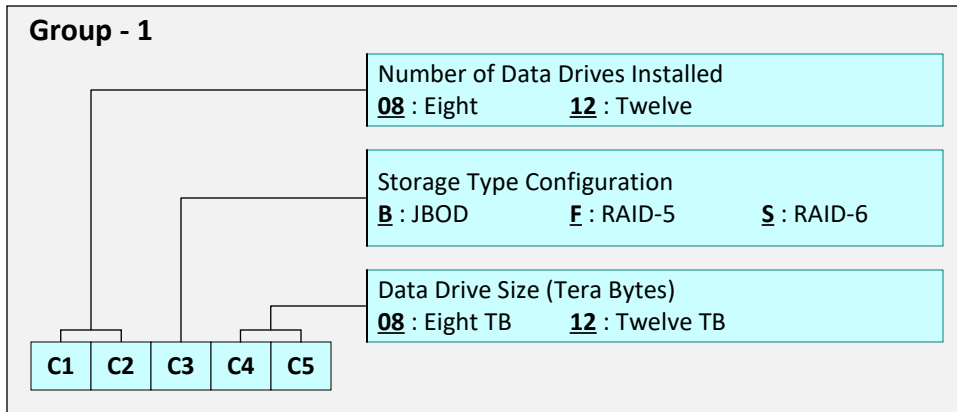 Group - 1
Number of Data Drives Installed
08 : Eight 12 : Twelve
Storage Type Configuration
B : JBOD F : RAID-5 S : RAID-6
Data Drive Size (Tera Bytes)
08 : Eight TB 12 : Twelve TB
C1 C2 C3 C4 C5